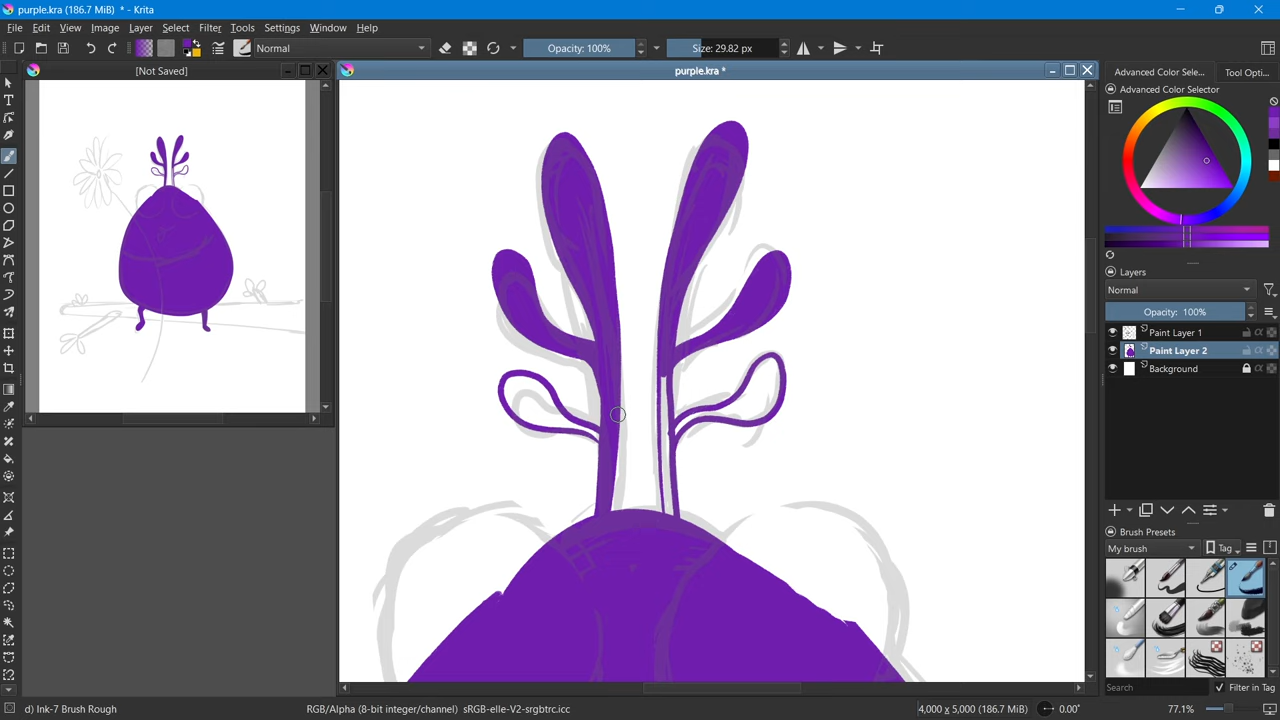 purple.kra (186.7 MiB) * - Krita
File Edit View Image Layer Select Filter Tools Settings Window Help
Normal Opacity: 100% Size: 29.82 px
[Not Saved]
purple.kra *
Advanced Color Sele... Tool Opti...
Advanced Color Selector
Layers
Normal
Opacity: 100%
Paint Layer 1
Paint Layer 2
Background
Brush Presets
My brush Tag
Search Filter in Tag
d) Ink-7 Brush Rough RGB/Alpha (8-bit integer/channel) sRGB-elle-V2-srgbtrc.icc 4,000 x 5,000 (186.7 MiB) 0.00° 77.1%